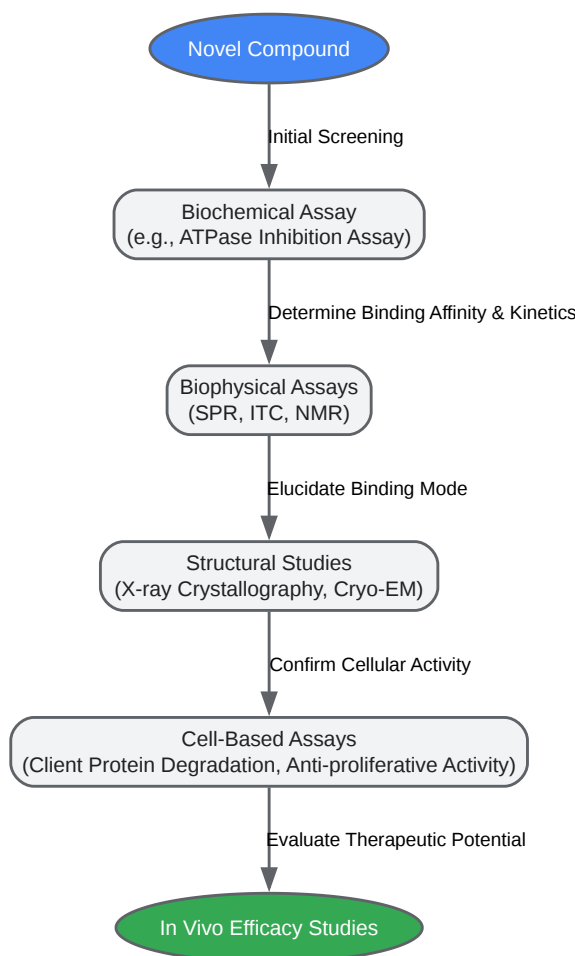 Novel Compound
Initial Screening
Biochemical Assay
(e.g., ATPase Inhibition Assay)
Determine Binding Affinity & Kinetics
Biophysical Assays
(SPR, ITC, NMR)
Elucidate Binding Mode
Structural Studies
(X-ray Crystallography, Cryo-EM)
Confirm Cellular Activity
Cell-Based Assays
(Client Protein Degradation, Anti-proliferative Activity)
Evaluate Therapeutic Potential
In Vivo Efficacy Studies